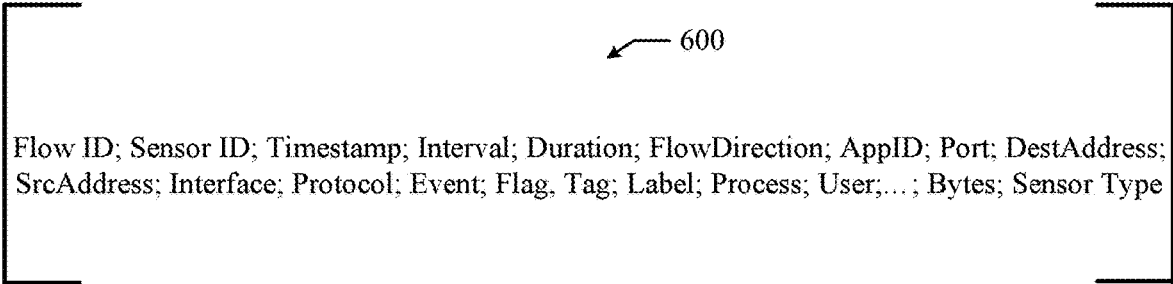 600
Flow ID; Sensor ID; Timestamp; Interval; Duration; FlowDirection; AppID; Port; DestAddress;
SrcAddress; Interface; Protocol; Event; Flag, Tag; Label; Process; User;...; Bytes; Sensor Type